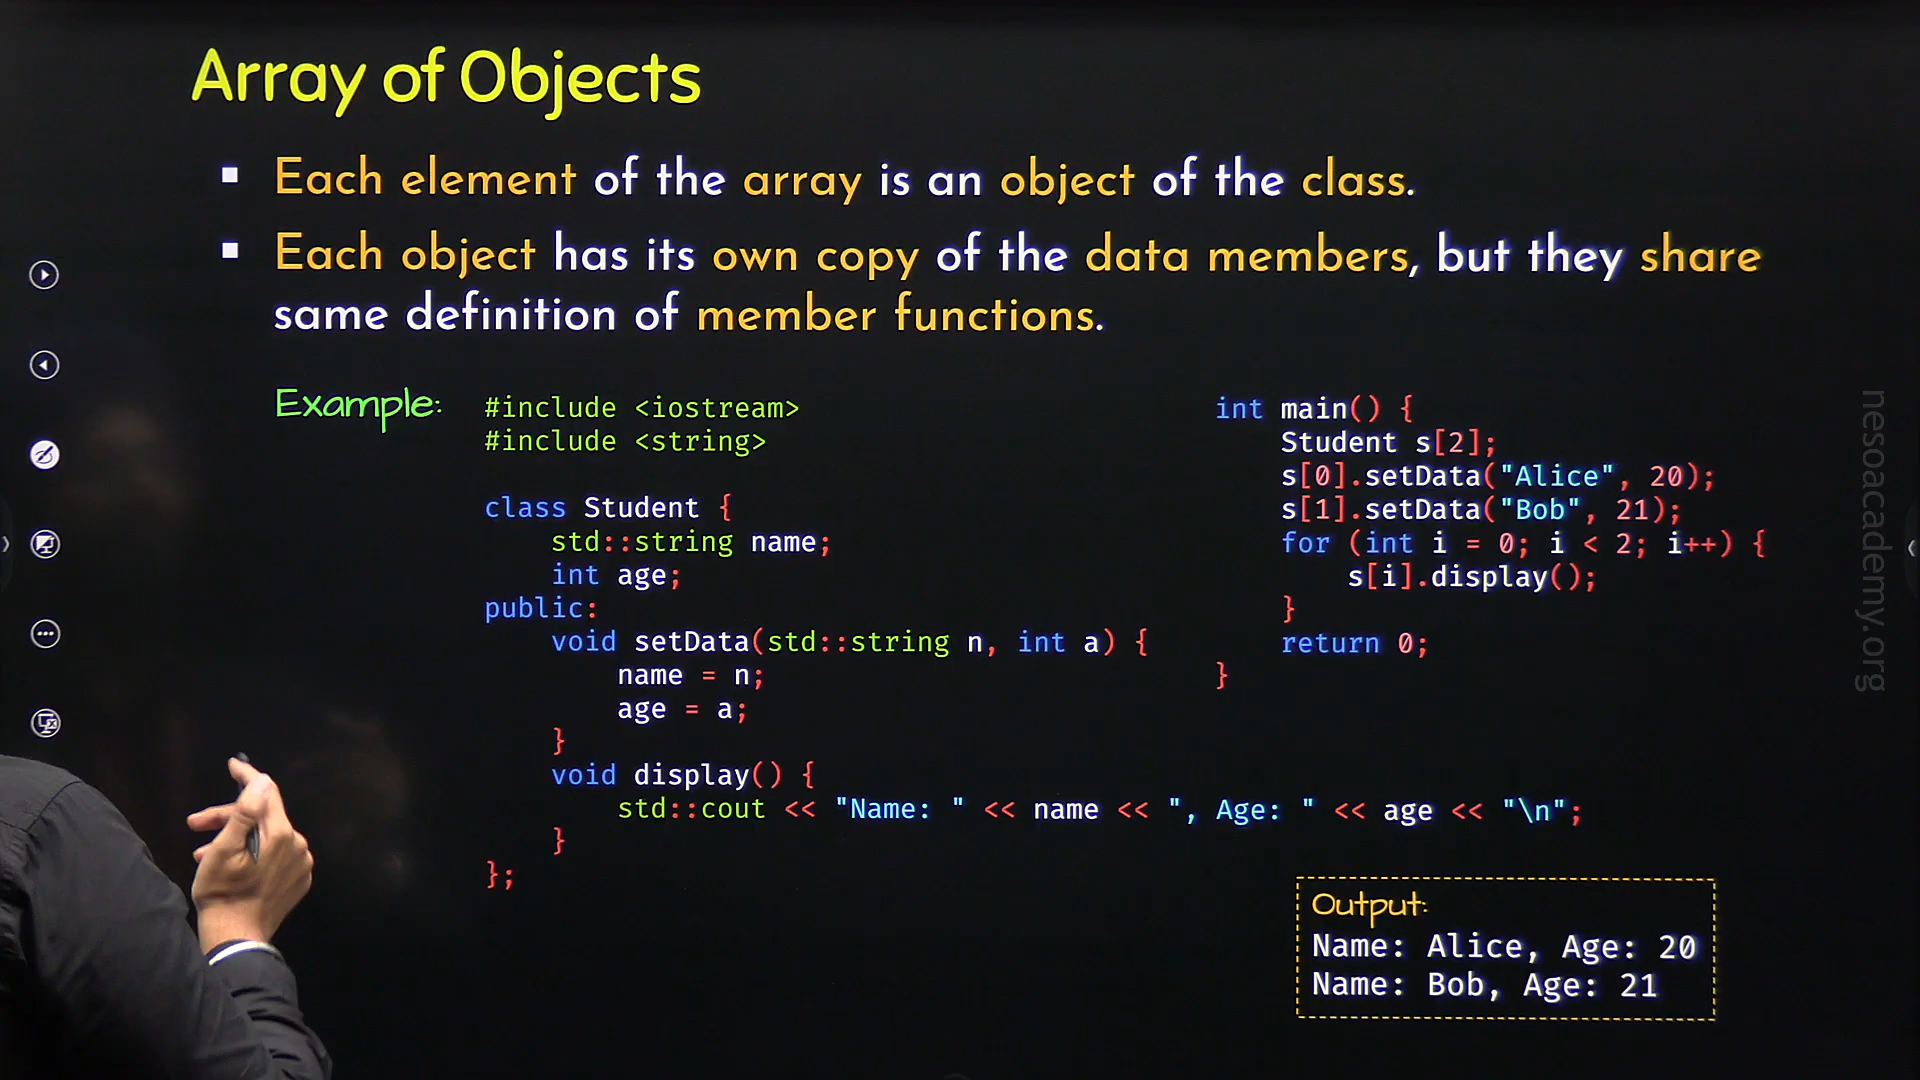 Array of Objects
▪ Each element of the array is an object of the class.
▪ Each object has its own copy of the data members, but they share
same definition of member functions.
Example:
#include <iostream>
#include <string>

class Student {
    std::string name;
    int age;
public:
    void setData(std::string n, int a) {
        name = n;
        age = a;
    }
    void display() {
        std::cout << "Name: " << name << ", Age: " << age << "\n";
    }
};
int main() {
    Student s[2];
    s[0].setData("Alice", 20);
    s[1].setData("Bob", 21);
    for (int i = 0; i < 2; i++) {
        s[i].display();
    }
    return 0;
}
Output:
Name: Alice, Age: 20
Name: Bob, Age: 21
nesoacademy.org